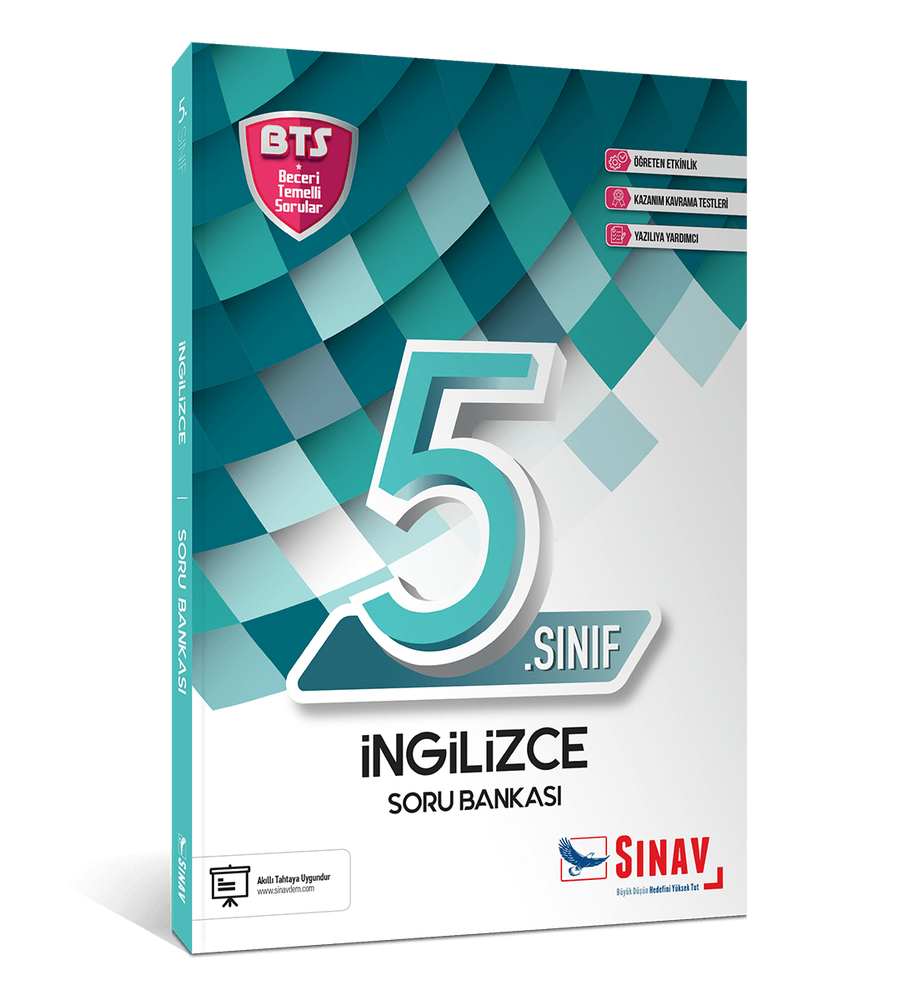 BTS
Beceri
Temelli
Sorular
ÖĞRETEN ETKİNLİK
KAZANIM KAVRAMA TESTLERİ
YAZILIYA YARDIMCI
5
.SINIF
İNGİLİZCE
SORU BANKASI
SINAV
Büyük Düşün Hedefini Yüksek Tut
Akıllı Tahtaya Uygundur
www.sinavdem.com
5. SINIF
İNGİLİZCE | SORU BANKASI
SINAV